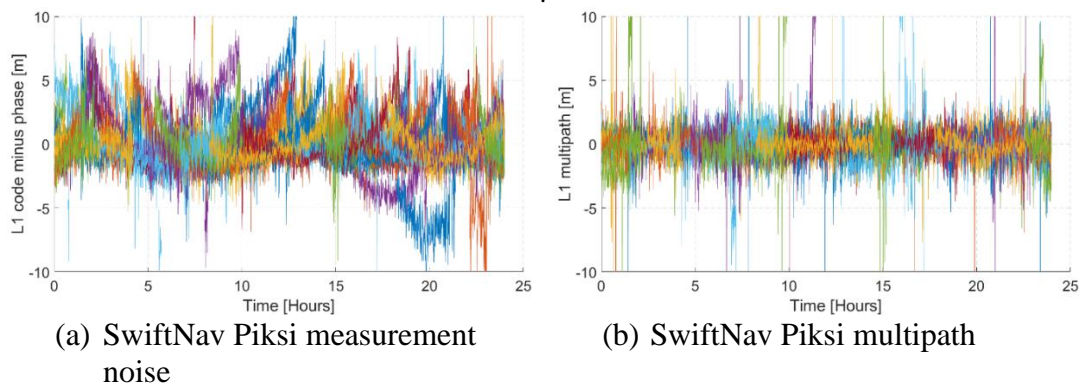 10
5
0
-5
-10
L1 code minus phase [m]
0 5 10 15 20 25
Time [Hours]
(a) SwiftNav Piksi measurement
noise
10
5
0
-5
-10
L1 multipath [m]
0 5 10 15 20 25
Time [Hours]
(b) SwiftNav Piksi multipath